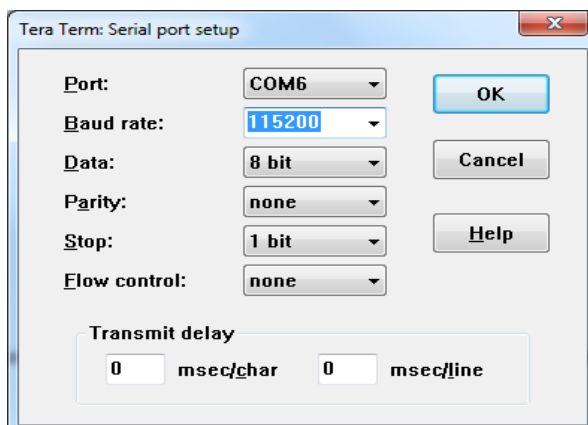 Tera Term: Serial port setup
Port: COM6 OK
Baud rate: 115200
Data: 8 bit Cancel
Parity: none
Stop: 1 bit Help
Flow control: none
Transmit delay
0 msec/char 0 msec/line